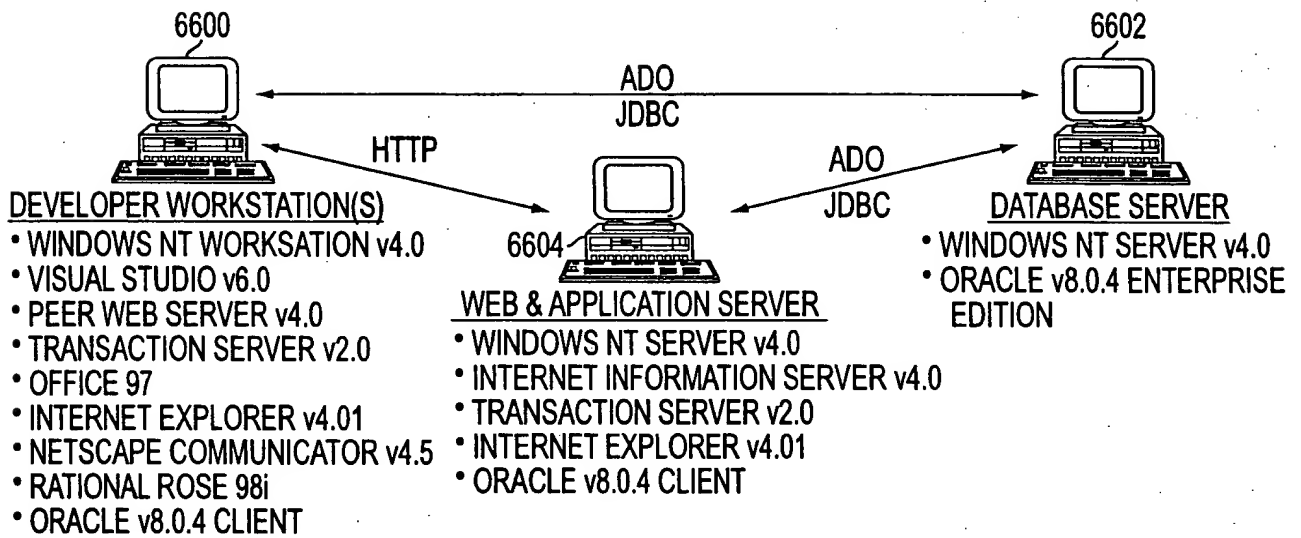 6600
6602
ADO
JDBC
HTTP
ADO
JDBC
6604
DEVELOPER WORKSTATION(S)
• WINDOWS NT WORKSATION v4.0
• VISUAL STUDIO v6.0
• PEER WEB SERVER v4.0
• TRANSACTION SERVER v2.0
• OFFICE 97
• INTERNET EXPLORER v4.01
• NETSCAPE COMMUNICATOR v4.5
• RATIONAL ROSE 98i
• ORACLE v8.0.4 CLIENT
WEB & APPLICATION SERVER
• WINDOWS NT SERVER v4.0
• INTERNET INFORMATION SERVER v4.0
• TRANSACTION SERVER v2.0
• INTERNET EXPLORER v4.01
• ORACLE v8.0.4 CLIENT
DATABASE SERVER
• WINDOWS NT SERVER v4.0
• ORACLE v8.0.4 ENTERPRISE
EDITION